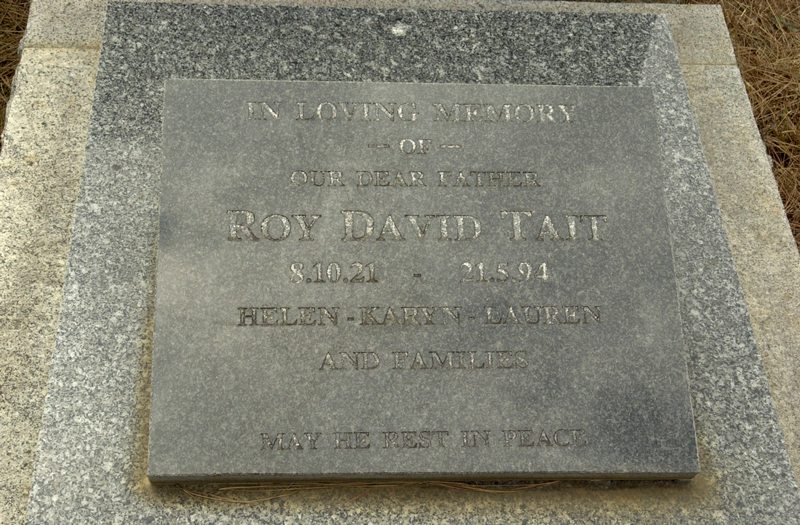 IN LOVING MEMORY
— OF —
OUR DEAR FATHER
ROY DAVID TAIT
8.10.21 - 21.5.94
HELEN - KARYN - LAUREN
AND FAMILIES
MAY HE REST IN PEACE